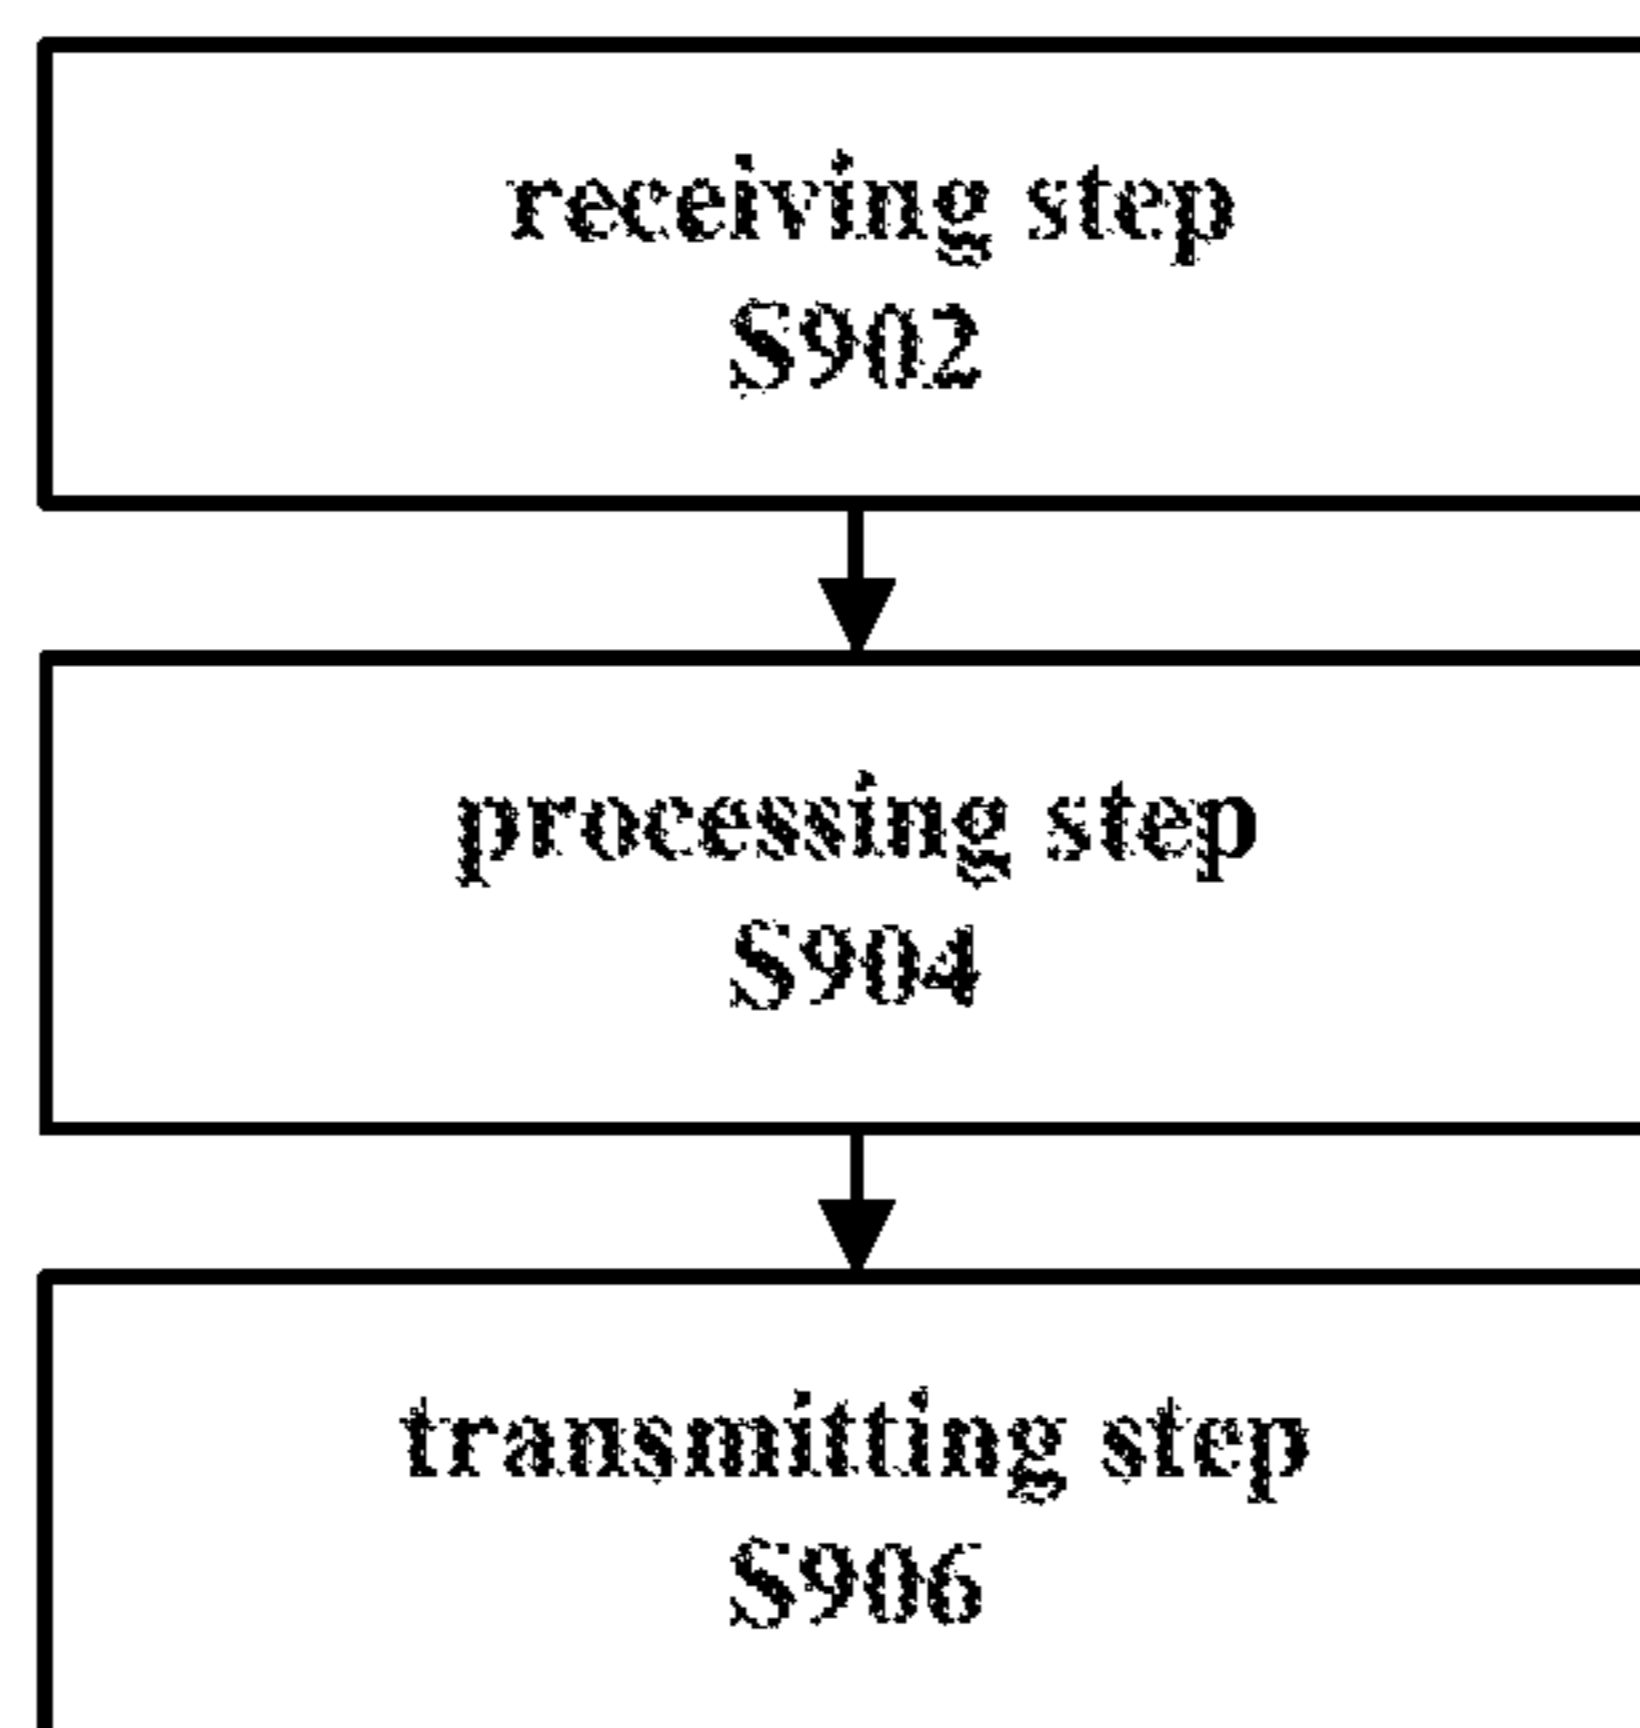 receiving step
S902
processing step
S904
transmitting step
S906